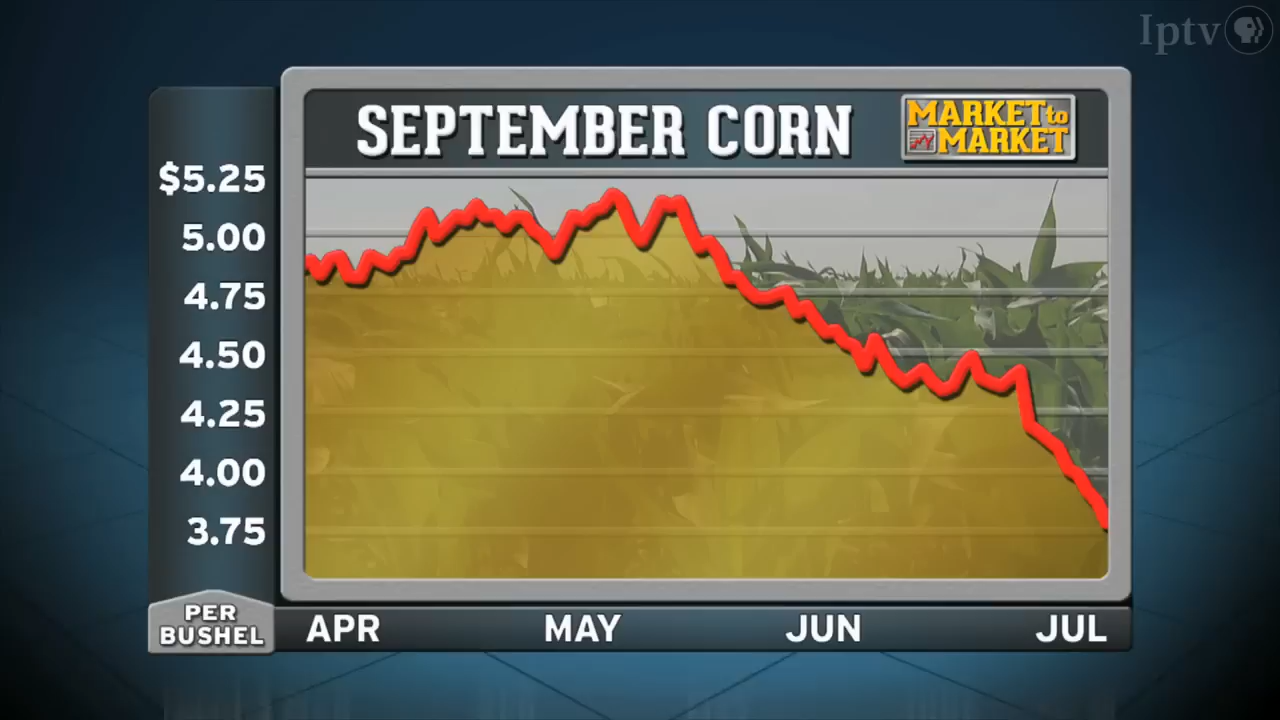 Iptv
SEPTEMBER CORN
MARKET to
MARKET
$5.25
5.00
4.75
4.50
4.25
4.00
3.75
PER
BUSHEL
APR MAY JUN JUL